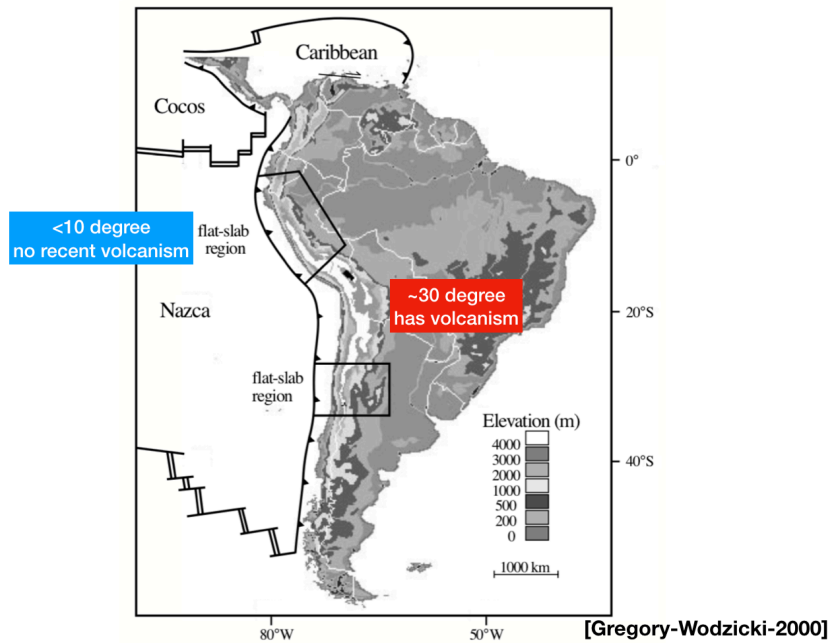 Caribbean
Cocos
0°
<10 degree
no recent volcanism
flat-slab
region
~30 degree
has volcanism
Nazca
20°S
flat-slab
region
Elevation (m)
4000
3000
2000
1000
500
200
0
40°S
1000 km
80°W
50°W
[Gregory-Wodzicki-2000]